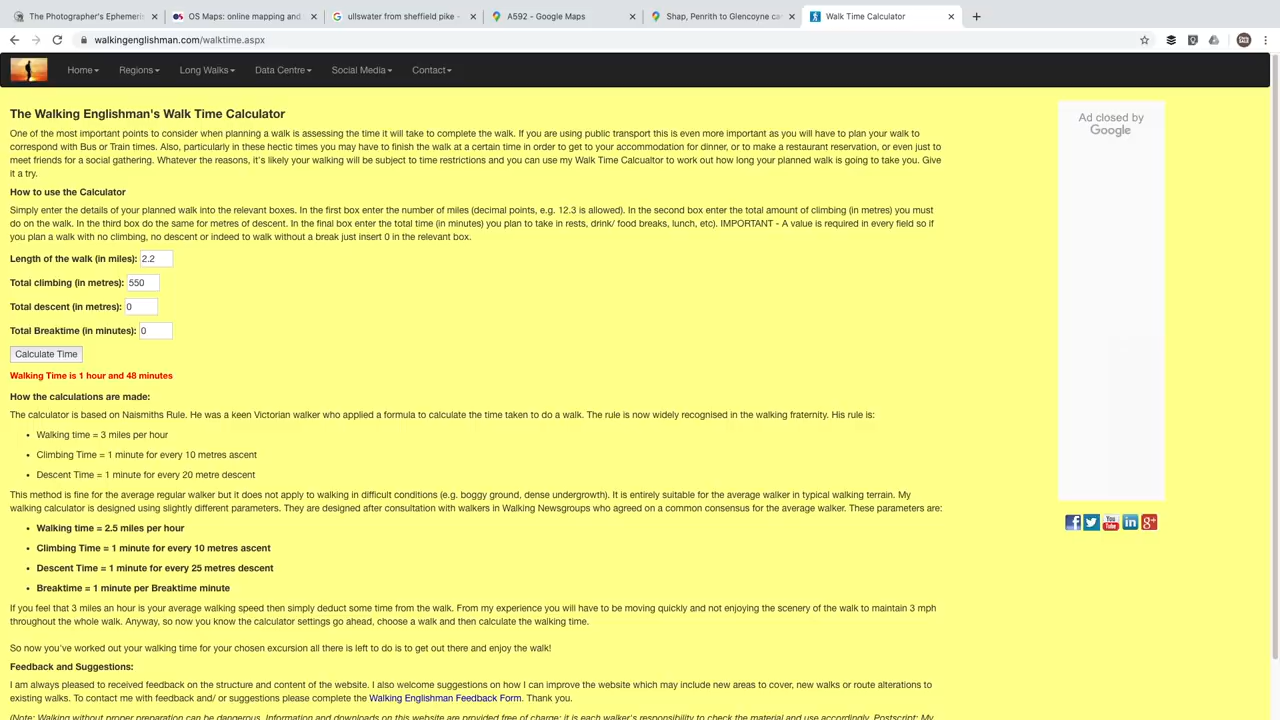 The Photographer's Ephemeris
OS Maps: online mapping and
ullswater from sheffield pike -
A592 - Google Maps
Shap, Penrith to Glencoyne ca
Walk Time Calculator
walkingenglishman.com/walktime.aspx
Home Regions Long Walks Data Centre Social Media Contact
The Walking Englishman's Walk Time Calculator
One of the most important points to consider when planning a walk is assessing the time it will take to complete the walk. If you are using public transport this is even more important as you will have to plan your walk to
correspond with Bus or Train times. Also, particularly in these hectic times you may have to finish the walk at a certain time in order to get to your accommodation for dinner, or to make a restaurant reservation, or even just to
meet friends for a social gathering. Whatever the reasons, it's likely your walking will be subject to time restrictions and you can use my Walk Time Calcualtor to work out how long your planned walk is going to take you. Give
it a try.
How to use the Calculator
Simply enter the details of your planned walk into the relevant boxes. In the first box enter the number of miles (decimal points, e.g. 12.3 is allowed). In the second box enter the total amount of climbing (in metres) you must
do on the walk. In the third box do the same for metres of descent. In the final box enter the total time (in minutes) you plan to take in rests, drink/ food breaks, lunch, etc). IMPORTANT - A value is required in every field so if
you plan a walk with no climbing, no descent or indeed to walk without a break just insert 0 in the relevant box.
Length of the walk (in miles): 2.2
Total climbing (in metres): 550
Total descent (in metres): 0
Total Breaktime (in minutes): 0
Calculate Time
Walking Time is 1 hour and 48 minutes
How the calculations are made:
The calculator is based on Naismiths Rule. He was a keen Victorian walker who applied a formula to calculate the time taken to do a walk. The rule is now widely recognised in the walking fraternity. His rule is:
• Walking time = 3 miles per hour
• Climbing Time = 1 minute for every 10 metres ascent
• Descent Time = 1 minute for every 20 metre descent
This method is fine for the average regular walker but it does not apply to walking in difficult conditions (e.g. boggy ground, dense undergrowth). It is entirely suitable for the average walker in typical walking terrain. My
walking calculator is designed using slightly different parameters. They are designed after consultation with walkers in Walking Newsgroups who agreed on a common consensus for the average walker. These parameters are:
• Walking time = 2.5 miles per hour
• Climbing Time = 1 minute for every 10 metres ascent
• Descent Time = 1 minute for every 25 metres descent
• Breaktime = 1 minute per Breaktime minute
If you feel that 3 miles an hour is your average walking speed then simply deduct some time from the walk. From my experience you will have to be moving quickly and not enjoying the scenery of the walk to maintain 3 mph
throughout the whole walk. Anyway, so now you know the calculator settings go ahead, choose a walk and then calculate the walking time.
So now you've worked out your walking time for your chosen excursion all there is left to do is to get out there and enjoy the walk!
Feedback and Suggestions:
I am always pleased to received feedback on the structure and content of the website. I also welcome suggestions on how I can improve the website which may include new areas to cover, new walks or route alterations to
existing walks. To contact me with feedback and/ or suggestions please complete the Walking Englishman Feedback Form. Thank you.
(Note: Walking without proper preparation can be dangerous. Information and downloads on this website are provided free of charge; it is each walker's responsibility to check the material and use accordingly. Postscript: My
Ad closed by
Google